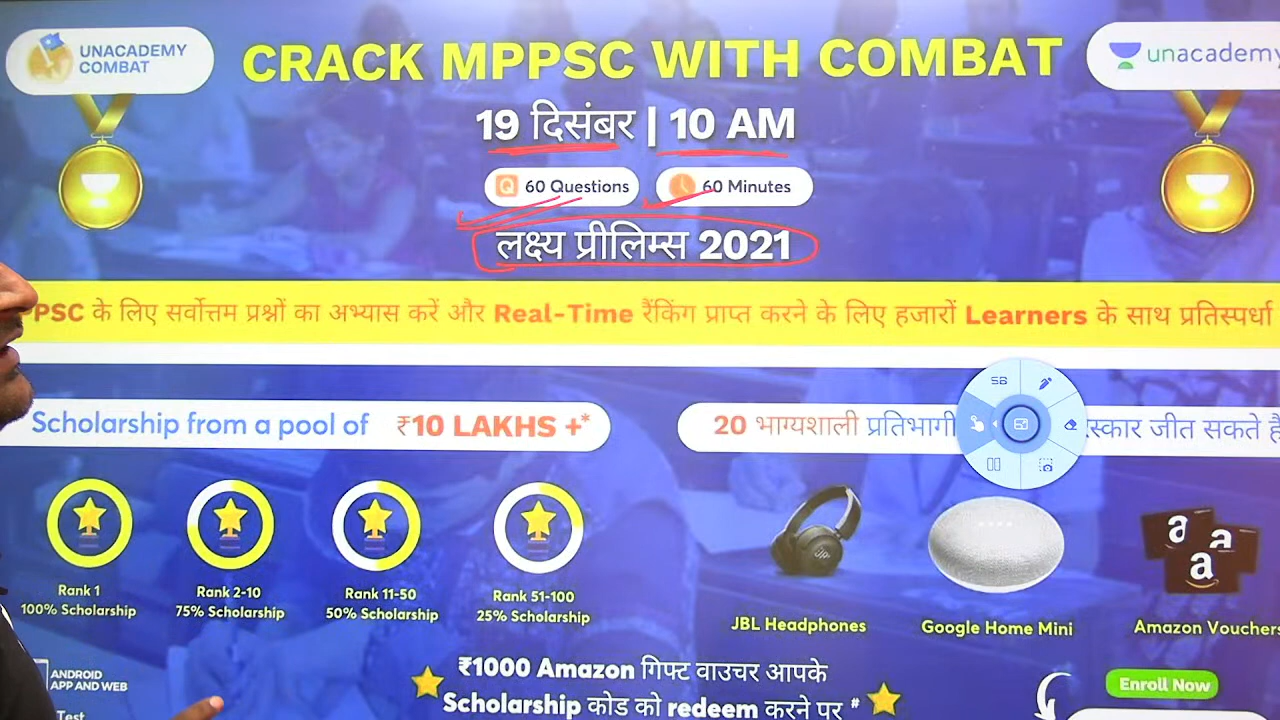 UNACADEMY
COMBAT
CRACK MPPSC WITH COMBAT
unacademy
19 दिसंबर | 10 AM
Q 60 Questions
60 Minutes
लक्ष्य प्रीलिम्स 2021
PSC के लिए सर्वोत्तम प्रश्नों का अभ्यास करें और Real-Time रैंकिंग प्राप्त करने के लिए हजारों Learners के साथ प्रतिस्पर्धा
Scholarship from a pool of ₹10 LAKHS +*
20 भाग्यशाली प्रतिभागी स्कार जीत सकते है
SB
Rank 1
100% Scholarship
Rank 2-10
75% Scholarship
Rank 11-50
50% Scholarship
Rank 51-100
25% Scholarship
JBL
a a a
JBL Headphones
Google Home Mini
Amazon Vouchers
ANDROID
APP AND WEB
Test
₹1000 Amazon गिफ्ट वाउचर आपके
Scholarship कोड को redeem करने पर #
Enroll Now